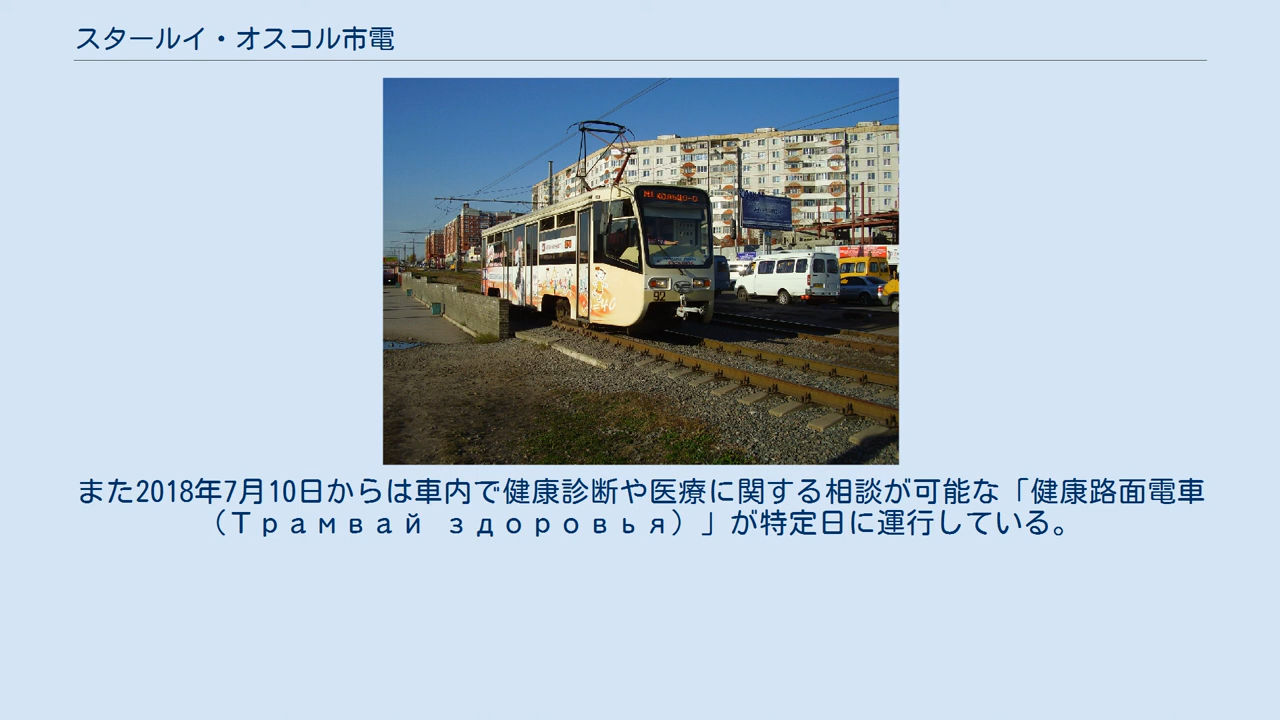 スタールイ・オスコル市電
92
また2018年7月10日からは車内で健康診断や医療に関する相談が可能な「健康路面電車
（Трамвай здоровья）」が特定日に運行している。